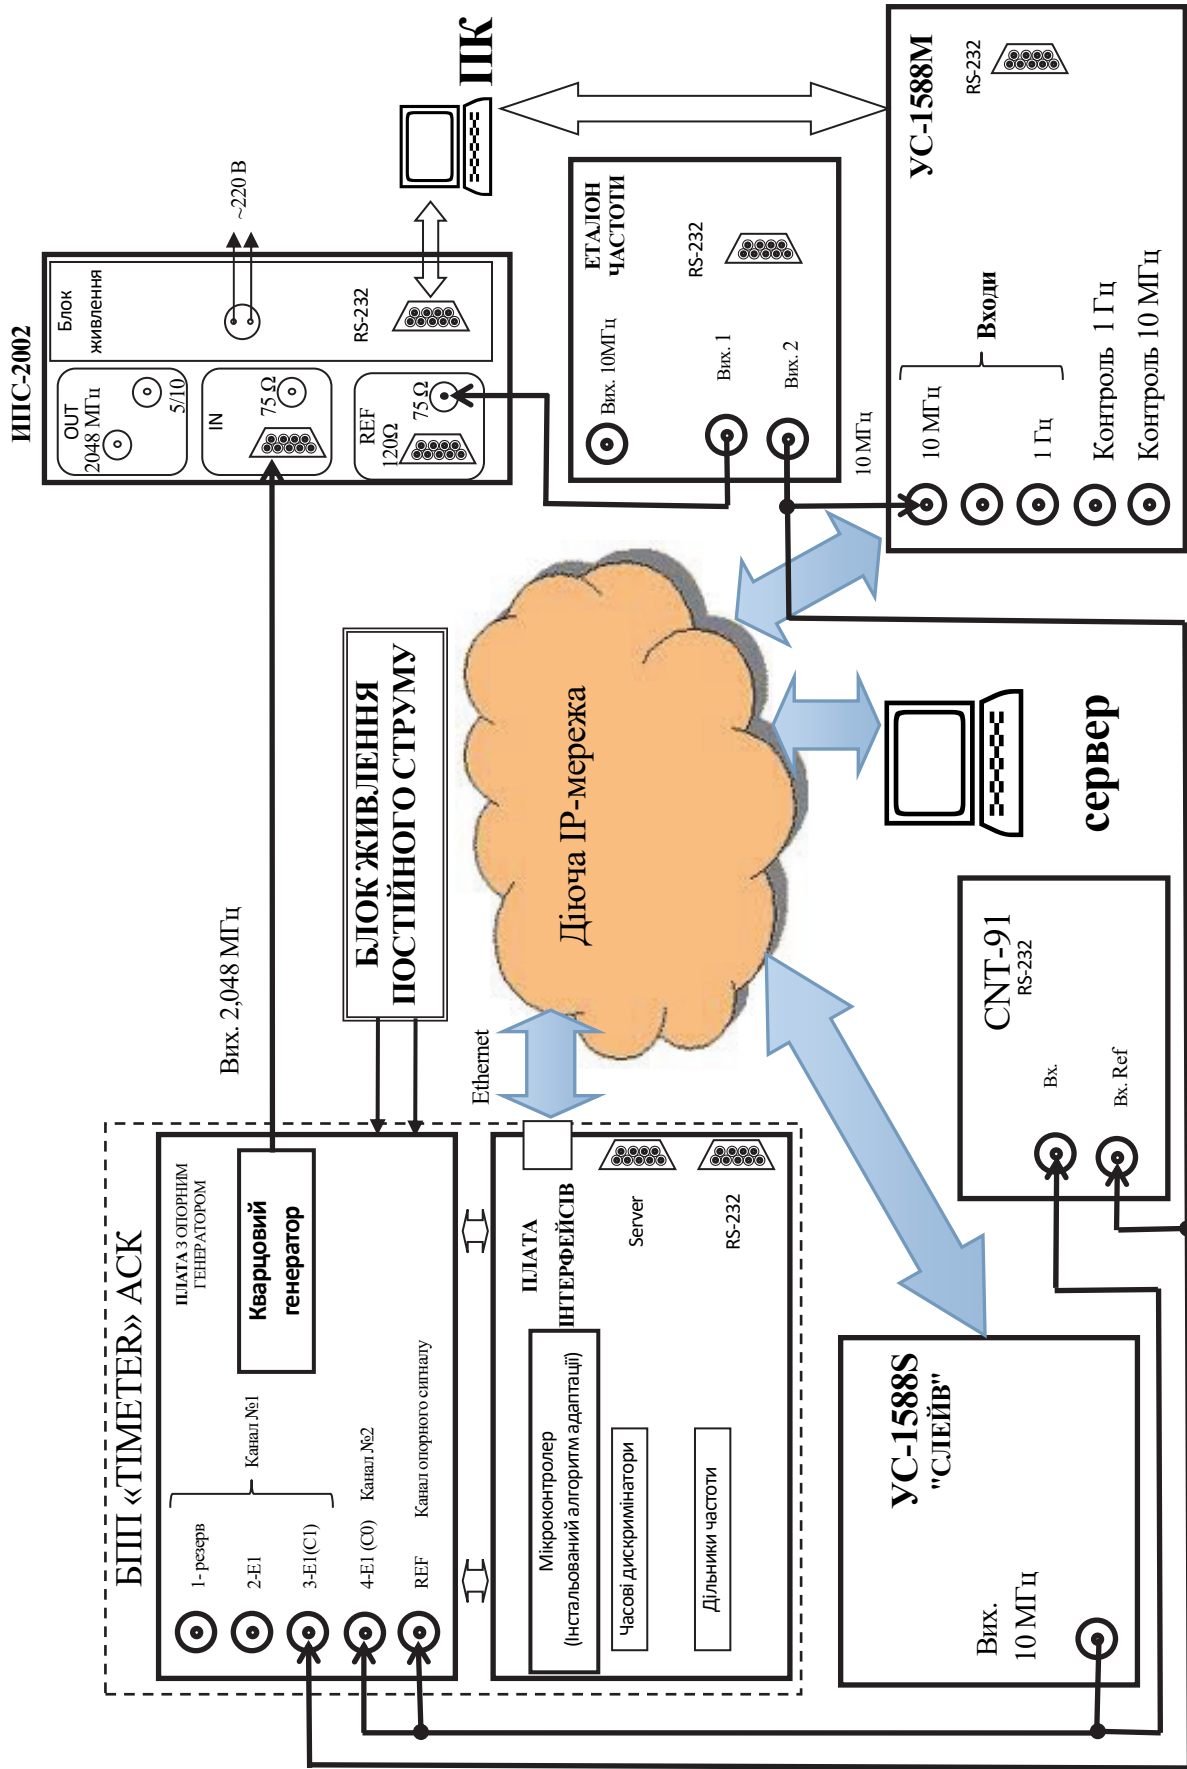 БПП «TIMETER» АСК
ПЛАТА З ОПОРНИМ
ГЕНЕРАТОРОМ
Кварцовий
генератор
1- резерв
2-Е1
3-Е1(С1)
Канал №1
4-Е1 (С0)
Канал №2
REF
Канал опорного сигналу
ПЛАТА
ІНТЕРФЕЙСІВ
Мікроконтролер
(Інстальований алгоритм адаптації)
Часові дискримінатори
Дільники частоти
Server
RS-232
Ethernet
Вих. 2,048 МГц
БЛОК ЖИВЛЕННЯ
ПОСТІЙНОГО СТРУМУ
Діюча IP-мережа
ИПС-2002
OUT
2048 МГц
5/10
IN
75 Ω
REF
120Ω
75 Ω
Блок
живлення
~220 В
RS-232
ПК
ЕТАЛОН
ЧАСТОТИ
Вих. 10МГц
Вих. 1
Вих. 2
RS-232
10 МГц
УС-1588М
RS-232
Входи
10 МГц
1 Гц
Контроль 1 Гц
Контроль 10 МГц
сервер
CNT-91
RS-232
Вх.
Вх. Ref
УС-1588S
"СЛЕЙВ"
Вих.
10 МГц